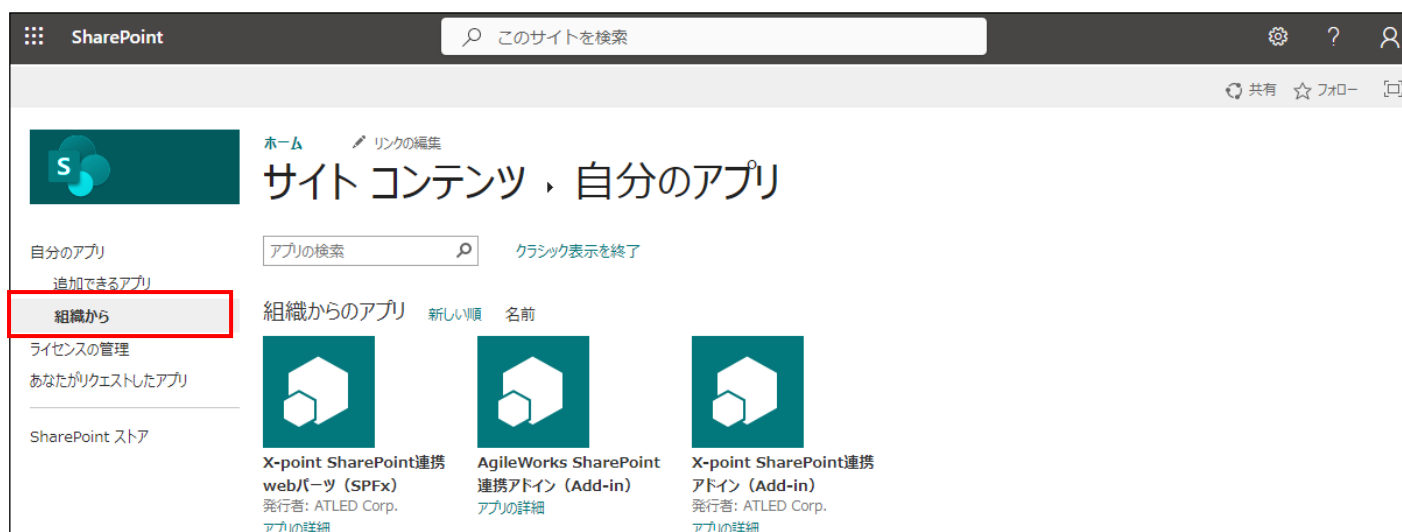 SharePoint
このサイトを検索
?
共有 フォロー
S
ホーム リンクの編集
サイト コンテンツ 自分のアプリ
自分のアプリ
追加できるアプリ
組織から
ライセンスの管理
あなたがリクエストしたアプリ
SharePoint ストア
アプリの検索 クラシック表示を終了
組織からのアプリ 新しい順 名前
X-point SharePoint連携
webパーツ（SPFx）
発行者: ATLED Corp.
アプリの詳細
AgileWorks SharePoint
連携アドイン（Add-in）
アプリの詳細
X-point SharePoint連携
アドイン（Add-in）
発行者: ATLED Corp.
アプリの詳細